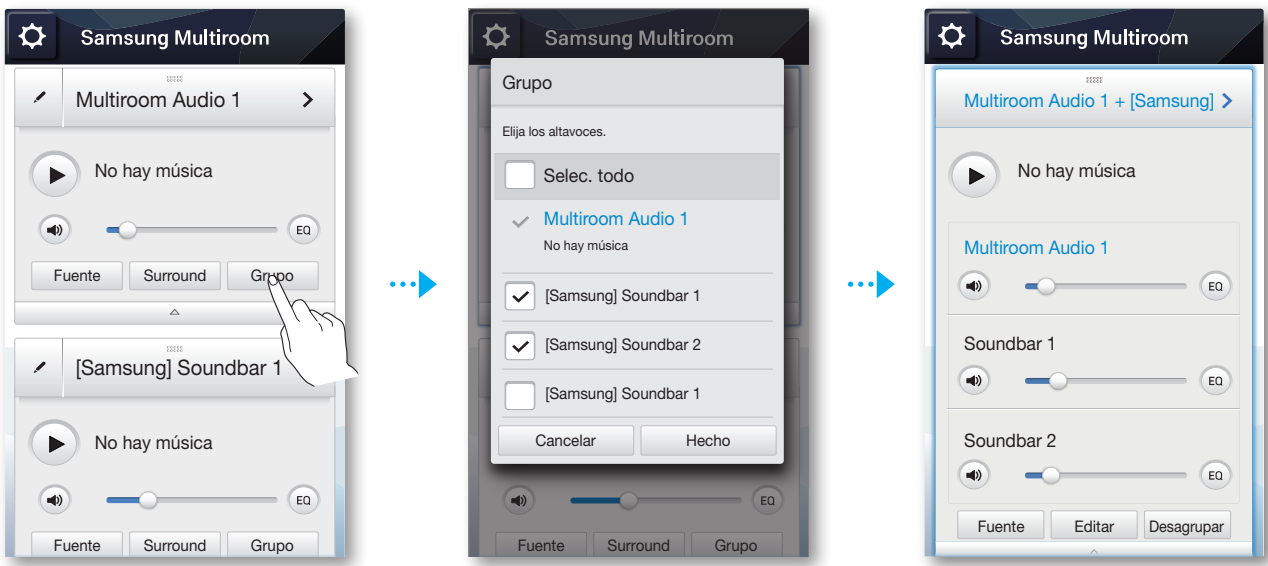 Samsung Multiroom
Multiroom Audio 1
No hay música
EQ
Fuente Surround Grupo
[Samsung] Soundbar 1
No hay música
EQ
Fuente Surround Grupo
Samsung Multiroom
Grupo
Elija los altavoces.
Selec. todo
Multiroom Audio 1
No hay música
[Samsung] Soundbar 1
[Samsung] Soundbar 2
[Samsung] Soundbar 1
Cancelar Hecho
EQ
Fuente Surround Grupo
Samsung Multiroom
Multiroom Audio 1 + [Samsung]
No hay música
Multiroom Audio 1
EQ
Soundbar 1
EQ
Soundbar 2
EQ
Fuente Editar Desagrupar